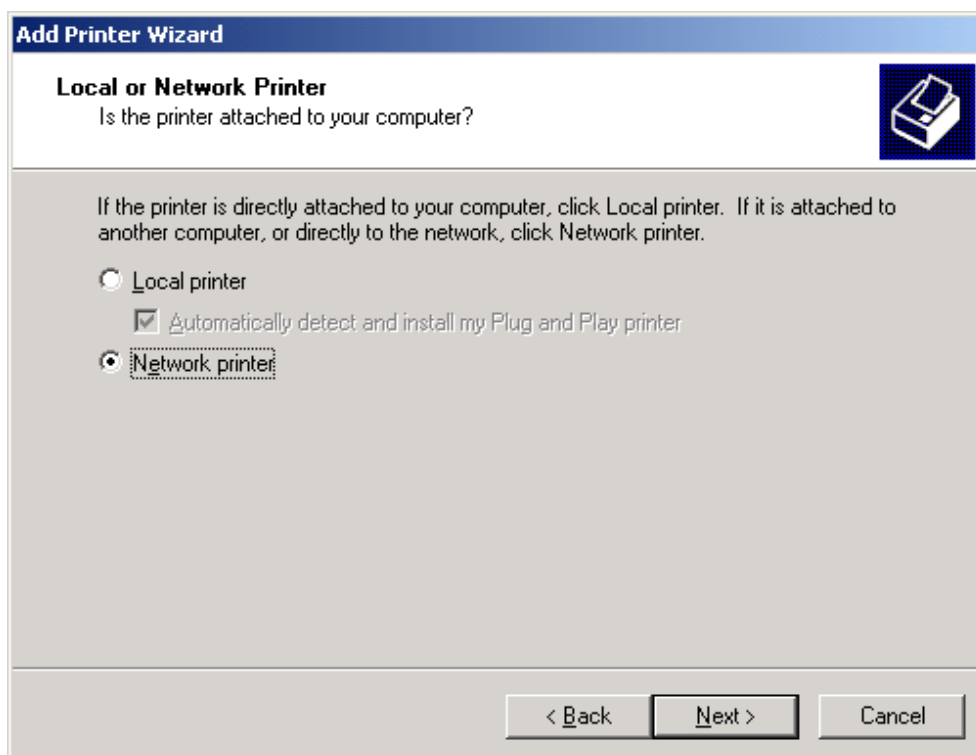 Add Printer Wizard
Local or Network Printer
Is the printer attached to your computer?
If the printer is directly attached to your computer, click Local printer. If it is attached to
another computer, or directly to the network, click Network printer.
Local printer
Automatically detect and install my Plug and Play printer
Network printer
< Back Next > Cancel